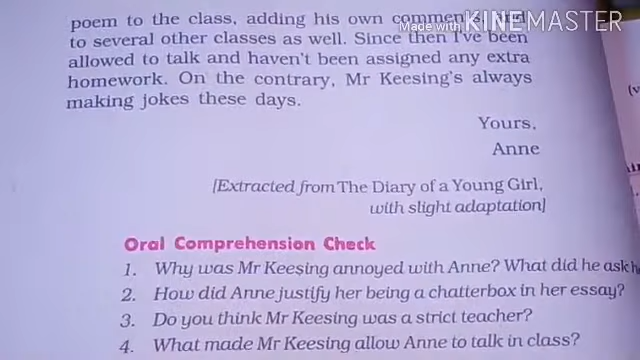 poem to the class, adding his own comments, and
Made with KINEMASTER
to several other classes as well. Since then I've been
allowed to talk and haven't been assigned any extra
homework. On the contrary, Mr Keesing's always
making jokes these days.
Yours,
Anne
[Extracted from The Diary of a Young Girl,
with slight adaptation]
Oral Comprehension Check
1. Why was Mr Keesing annoyed with Anne? What did he ask
2. How did Anne justify her being a chatterbox in her essay?
3. Do you think Mr Keesing was a strict teacher?
4. What made Mr Keesing allow Anne to talk in class?